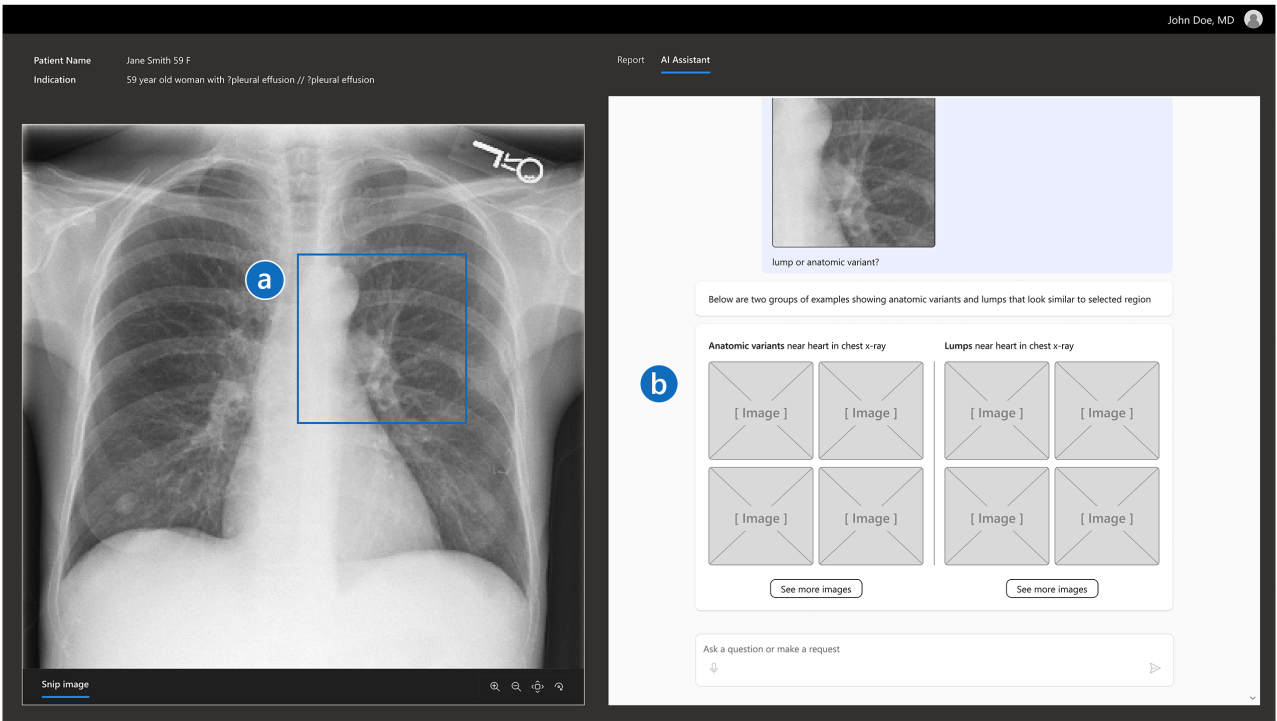 John Doe, MD
Patient Name Jane Smith 59 F
Indication 59 year old woman with ?pleural effusion // ?pleural effusion
Report AI Assistant
lump or anatomic variant?
a
Below are two groups of examples showing anatomic variants and lumps that look similar to selected region
Anatomic variants near heart in chest x-ray Lumps near heart in chest x-ray
b
[ Image ] [ Image ] [ Image ] [ Image ]
[ Image ] [ Image ] [ Image ] [ Image ]
See more images See more images
Ask a question or make a request
Snip image